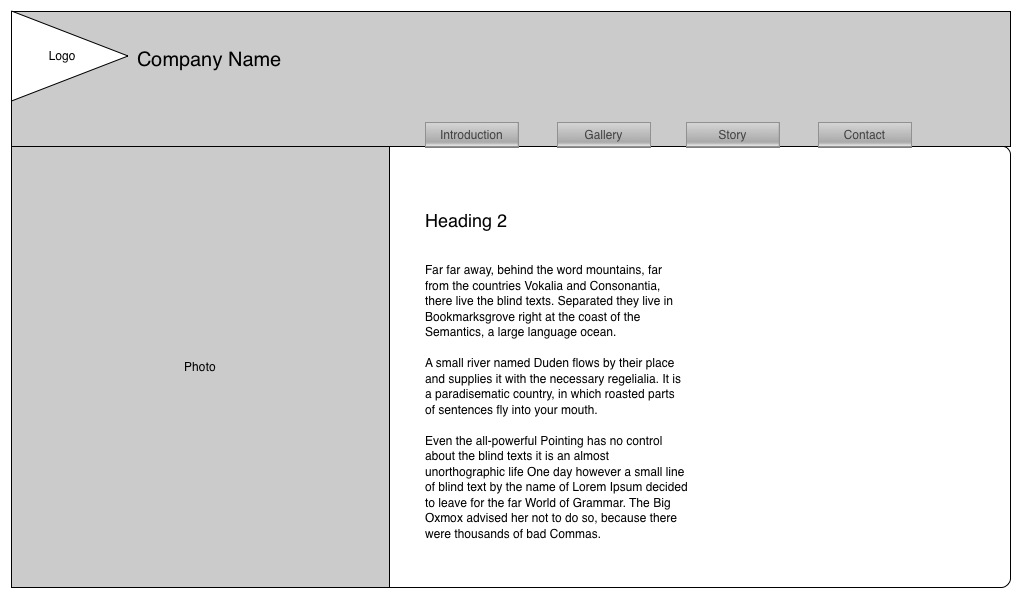 Logo
Company Name
Introduction
Gallery
Story
Contact
Photo
Heading 2
Far far away, behind the word mountains, far
from the countries Vokalia and Consonantia,
there live the blind texts. Separated they live in
Bookmarksgrove right at the coast of the
Semantics, a large language ocean.
A small river named Duden flows by their place
and supplies it with the necessary regelialia. It is
a paradisematic country, in which roasted parts
of sentences fly into your mouth.
Even the all-powerful Pointing has no control
about the blind texts it is an almost
unorthographic life One day however a small line
of blind text by the name of Lorem Ipsum decided
to leave for the far World of Grammar. The Big
Oxmox advised her not to do so, because there
were thousands of bad Commas.